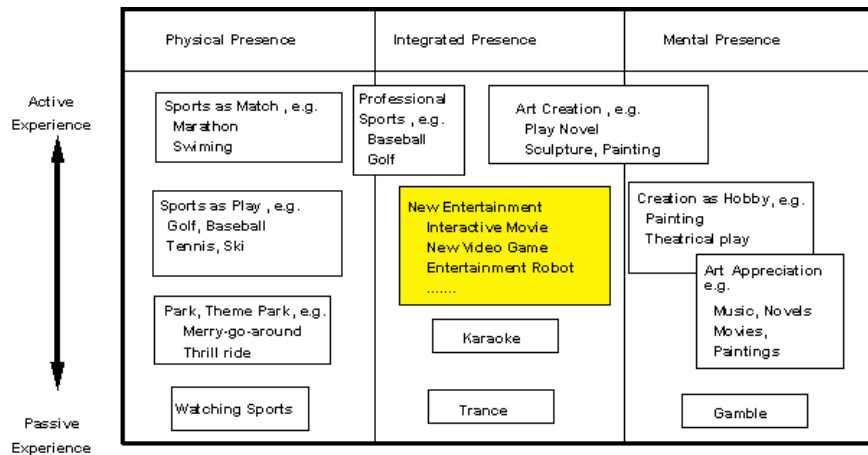 Physical Presence
Integrated Presence
Mental Presence
Active
Experience
Passive
Experience
Sports as Match , e.g.
Marathon
Swiming
Professional
Sports , e.g.
Baseball
Golf
Art Creation , e.g.
Play Novel
Sculpture, Painting
Sports as Play , e.g.
Golf, Baseball
Tennis, Ski
New Entertainment
Interactive Movie
New Video Game
Entertainment Robot
.......
Creation as Hobby, e.g.
Painting
Theatrical play
Art Appreciation
e.g.
Music, Novels
Movies,
Paintings
Park, Theme Park, e.g.
Merry-go-around
Thrill ride
Karaoke
Watching Sports
Trance
Gamble